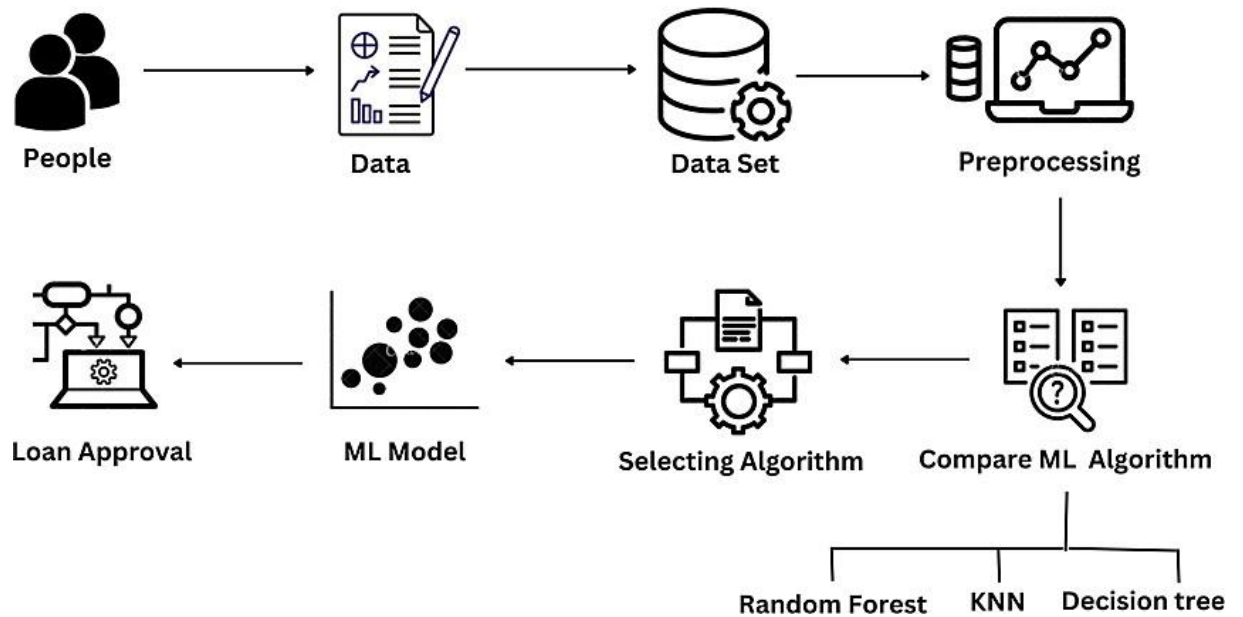 People
Data
Data Set
Preprocessing
Loan Approval
ML Model
Selecting Algorithm
Compare ML Algorithm
?
Random Forest
KNN
Decision tree